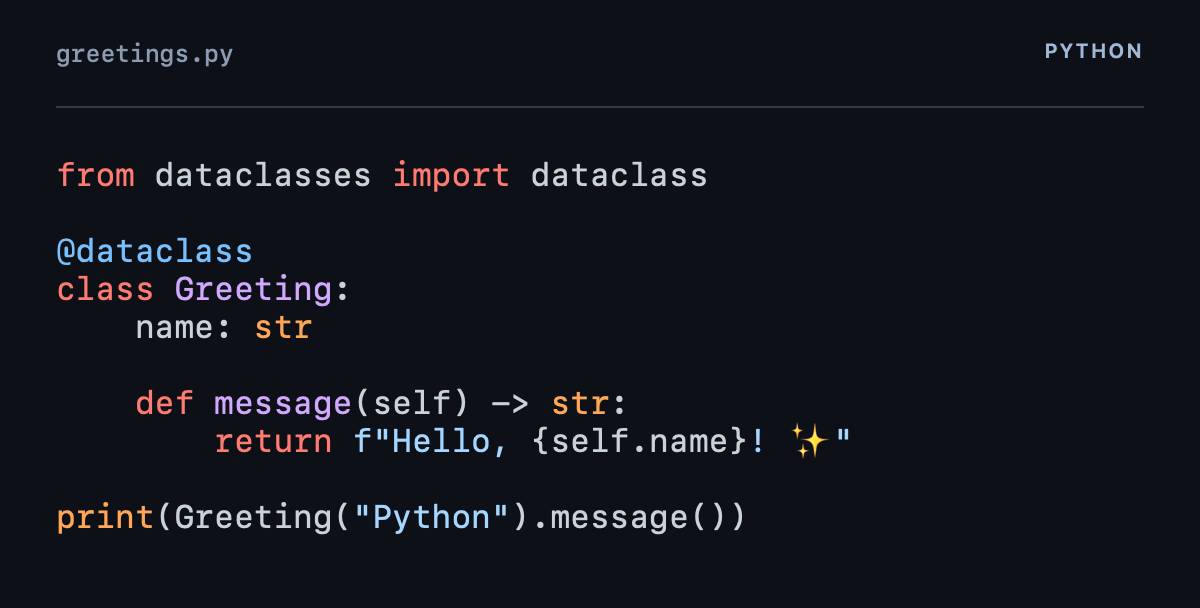 greetings.py
PYTHON
from dataclasses import dataclass
@dataclass
class Greeting:
    name: str
    def message(self) -> str:
        return f"Hello, {self.name}! ✨"
print(Greeting("Python").message())